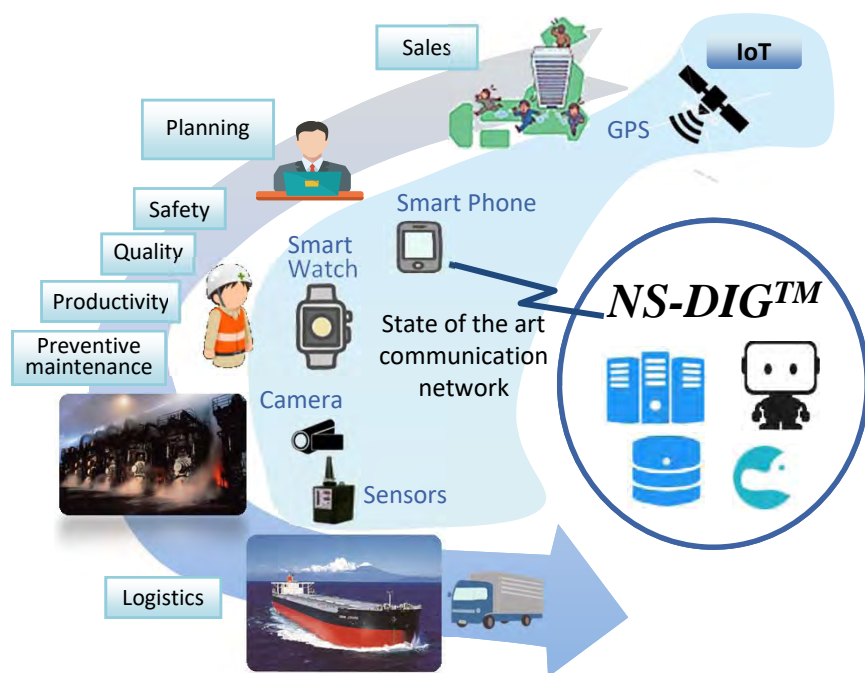 Sales
IoT
Planning
GPS
Safety
Smart Phone
Quality
Smart
Watch
Productivity
NS-DIG™
State of the art
communication
network
Preventive
maintenance
Camera
Sensors
Logistics